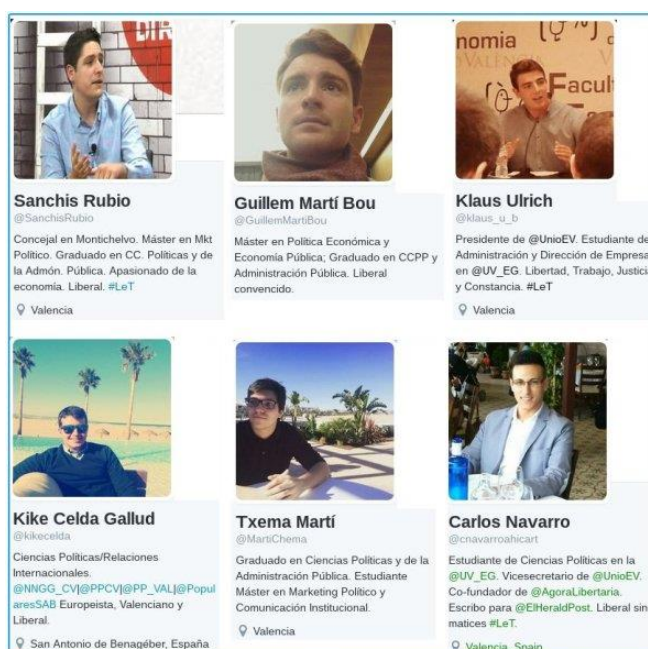 nomia
Facul
Sanchis Rubio
@SanchisRubio
Concejal en Montichelvo. Máster en Mkt
Político. Graduado en CC. Políticas y de
la Admón. Pública. Apasionado de la
economía. Liberal. #LeT
Valencia
Guillem Martí Bou
@GuillemMartiBou
Máster en Política Económica y
Economía Pública; Graduado en CCPP y
Administración Pública. Liberal
convencido.
Klaus Ulrich
@klaus_u_b
Presidente de @UnioEV. Estudiante de
Administración y Dirección de Empresa
en @UV_EG. Libertad, Trabajo, Justicia
y Constancia. #LeT
Valencia
Kike Celda Gallud
@kikecelda
Ciencias Políticas/Relaciones
Internacionales.
@NNGG_CV|@PPCV|@PP_VAL|@Popul
aresSAB Europeista, Valenciano y
Liberal.
San Antonio de Benagéber, España
Txema Martí
@MartiChema
Graduado en Ciencias Políticas y de la
Administración Pública. Estudiante
Máster en Marketing Político y
Comunicación Institucional.
Valencia
Carlos Navarro
@cnavarroahicart
Estudiante de Ciencias Políticas en la
@UV_EG. Vicesecretario de @UnioEV.
Co-fundador de @AgoraLibertaria.
Escribo para @ElHeraldPost. Liberal sin
matices #LeT.
Valencia, Spain